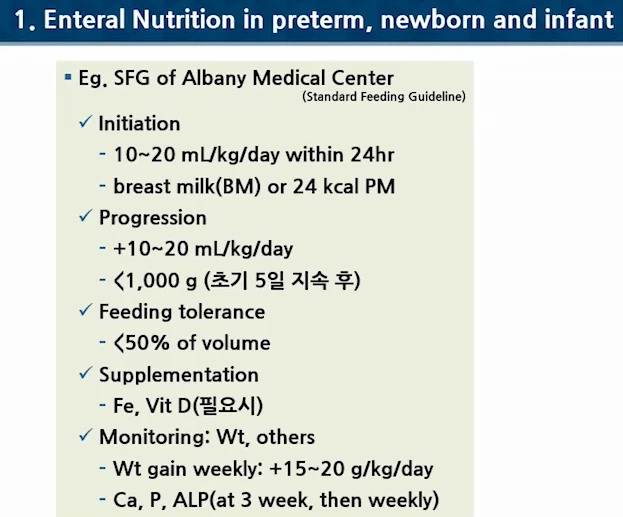 1. Enteral Nutrition in preterm, newborn and infant
▪ Eg. SFG of Albany Medical Center
(Standard Feeding Guideline)
✓ Initiation
- 10~20 mL/kg/day within 24hr
- breast milk(BM) or 24 kcal PM
✓ Progression
- +10~20 mL/kg/day
- <1,000 g (초기 5일 지속 후)
✓ Feeding tolerance
- <50% of volume
✓ Supplementation
- Fe, Vit D(필요시)
✓ Monitoring: Wt, others
- Wt gain weekly: +15~20 g/kg/day
- Ca, P, ALP(at 3 week, then weekly)